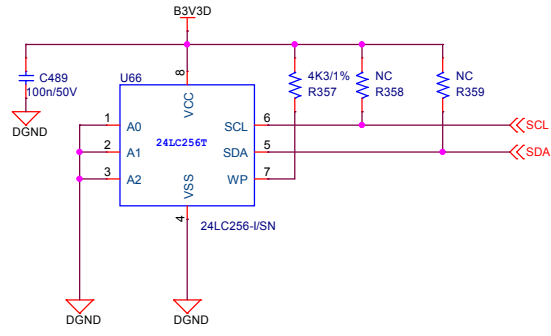 B3V3D
C489
100n/50V
DGND
U66
8
VCC
4K3/1%
R357
NC
R358
NC
R359
1
A0
2
A1
3
A2
24LC256T
SCL
6
SCL
SDA
5
SDA
WP
7
VSS
4
24LC256-I/SN
DGND
DGND